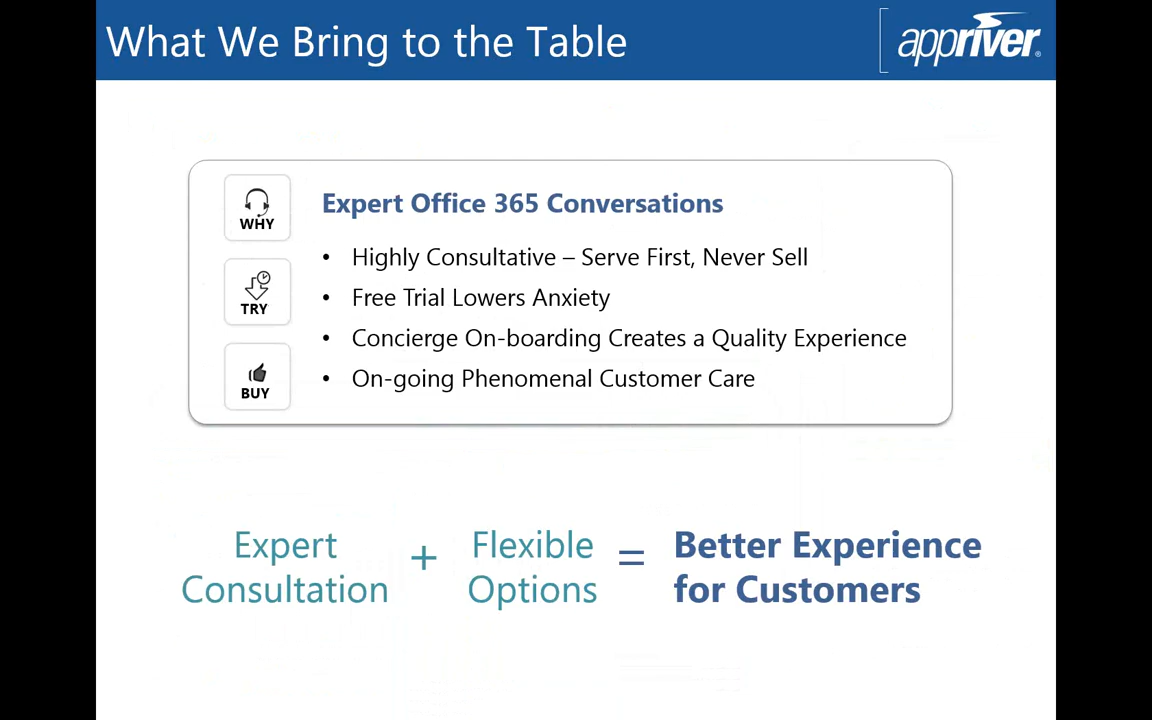 What We Bring to the Table
appriver®
WHY
Expert Office 365 Conversations
• Highly Consultative – Serve First, Never Sell
TRY
• Free Trial Lowers Anxiety
• Concierge On-boarding Creates a Quality Experience
BUY
• On-going Phenomenal Customer Care
Expert
Consultation
+
Flexible
Options
=
Better Experience
for Customers